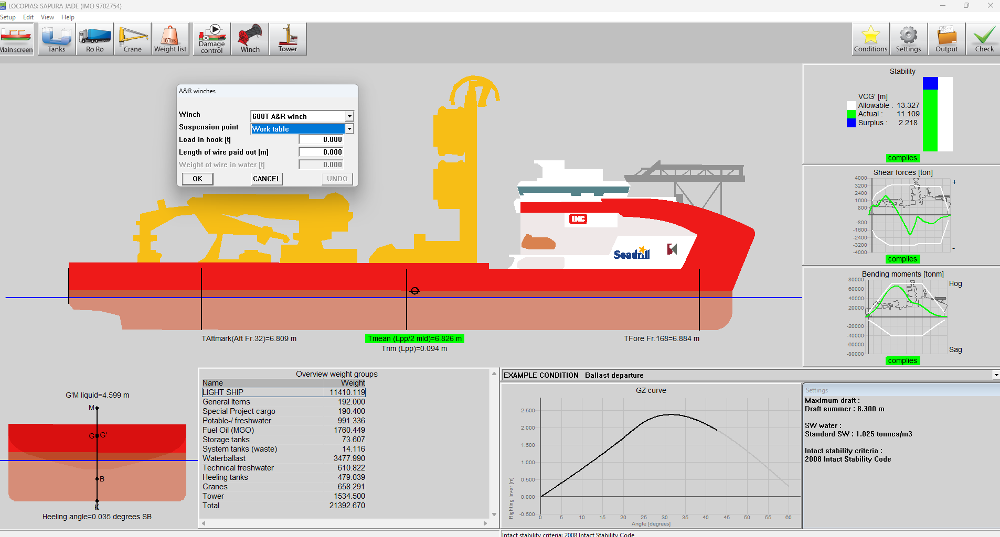 LOCOPIAS: SAPURA JADE (IMO 9702754)
Setup Edit View Help
Main screen
Tanks
Ro Ro
Crane
16Tons
Weight list
Damage control
Winch
Tower
Conditions
Settings
Output
Check
A&R winches
Winch 600T A&R winch
Suspension point Work table
Load in hook [t] 0.000
Length of wire paid out [m] 0.000
Weight of wire in water [t] 0.000
OK CANCEL UNDO
IHC
Seadrill
TAftmark(Aft Fr.32)=6.809 m
Tmean (Lpp/2 mld)=6.826 m
Trim (Lpp)=0.094 m
TFore Fr.168=6.884 m
Stability
VCG' [m]
Allowable : 13.327
Actual : 11.109
Surplus : 2.218
complies
Shear forces [ton]
4000
3200
2400
1600
800
-800
-1600
-2400
-3200
-4000
+
-
complies
Bending moments [tonm]
80000
60000
40000
20000
-20000
-40000
-60000
-80000
Hog
Sag
complies
G'M liquid=4.599 m
M
G G'
B
K
Heeling angle=0.035 degrees SB
Overview weight groups
Name Weight
LIGHT SHIP 11410.119
General Items 192.000
Special Project cargo 190.400
Potable-/ freshwater 991.336
Fuel Oil (MGO) 1760.449
Storage tanks 73.607
System tanks (waste) 14.116
Waterballast 3477.990
Technical freshwater 610.822
Heeling tanks 479.039
Cranes 658.291
Tower 1534.500
Total 21392.670
EXAMPLE CONDITION Ballast departure
GZ curve
Righting lever [m]
2.500
2.000
1.500
1.000
0.500
0.000
-0.500
0 5 10 15 20 25 30 35 40 45 50 55 60
Angle [degrees]
Settings
Maximum draft :
Draft summer : 8.300 m
SW water :
Standard SW : 1.025 tonnes/m3
Intact stability criteria :
2008 Intact Stability Code
Intact stability criteria: 2008 Intact Stability Code